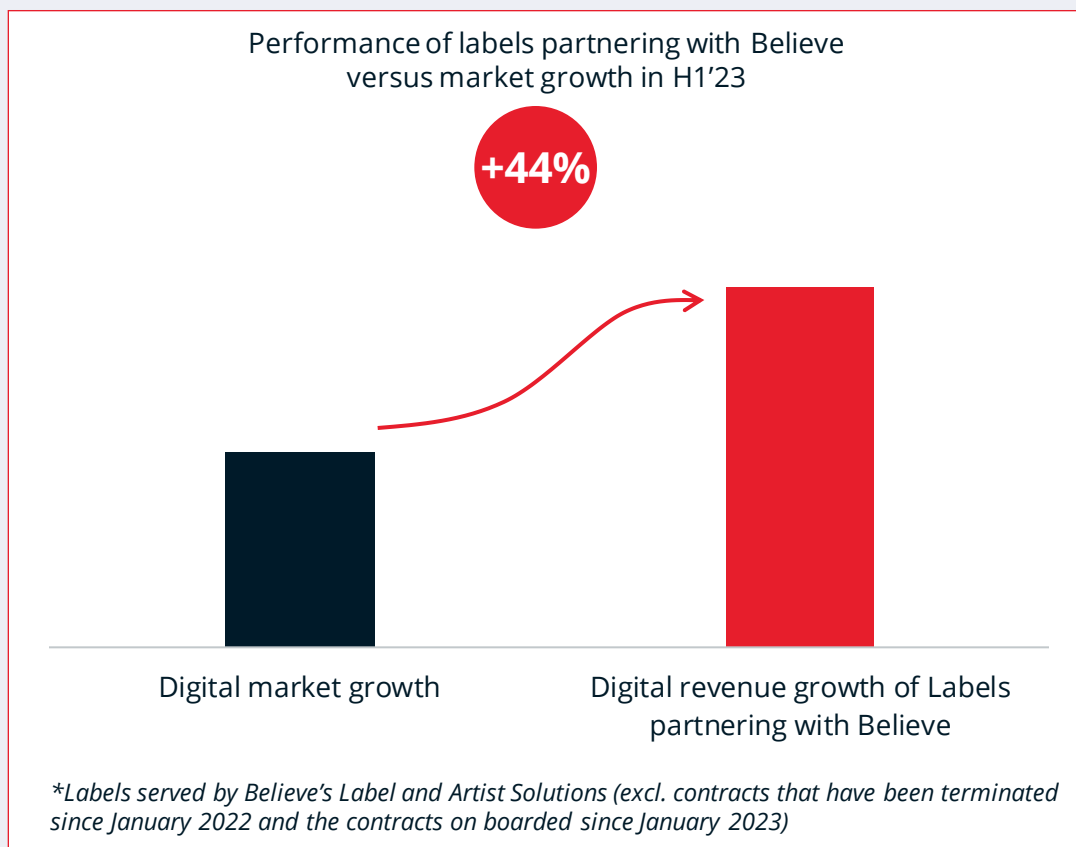 Performance of labels partnering with Believe
versus market growth in H1’23
+44%
Digital market growth
Digital revenue growth of Labels
partnering with Believe
*Labels served by Believe’s Label and Artist Solutions (excl. contracts that have been terminated
since January 2022 and the contracts on boarded since January 2023)